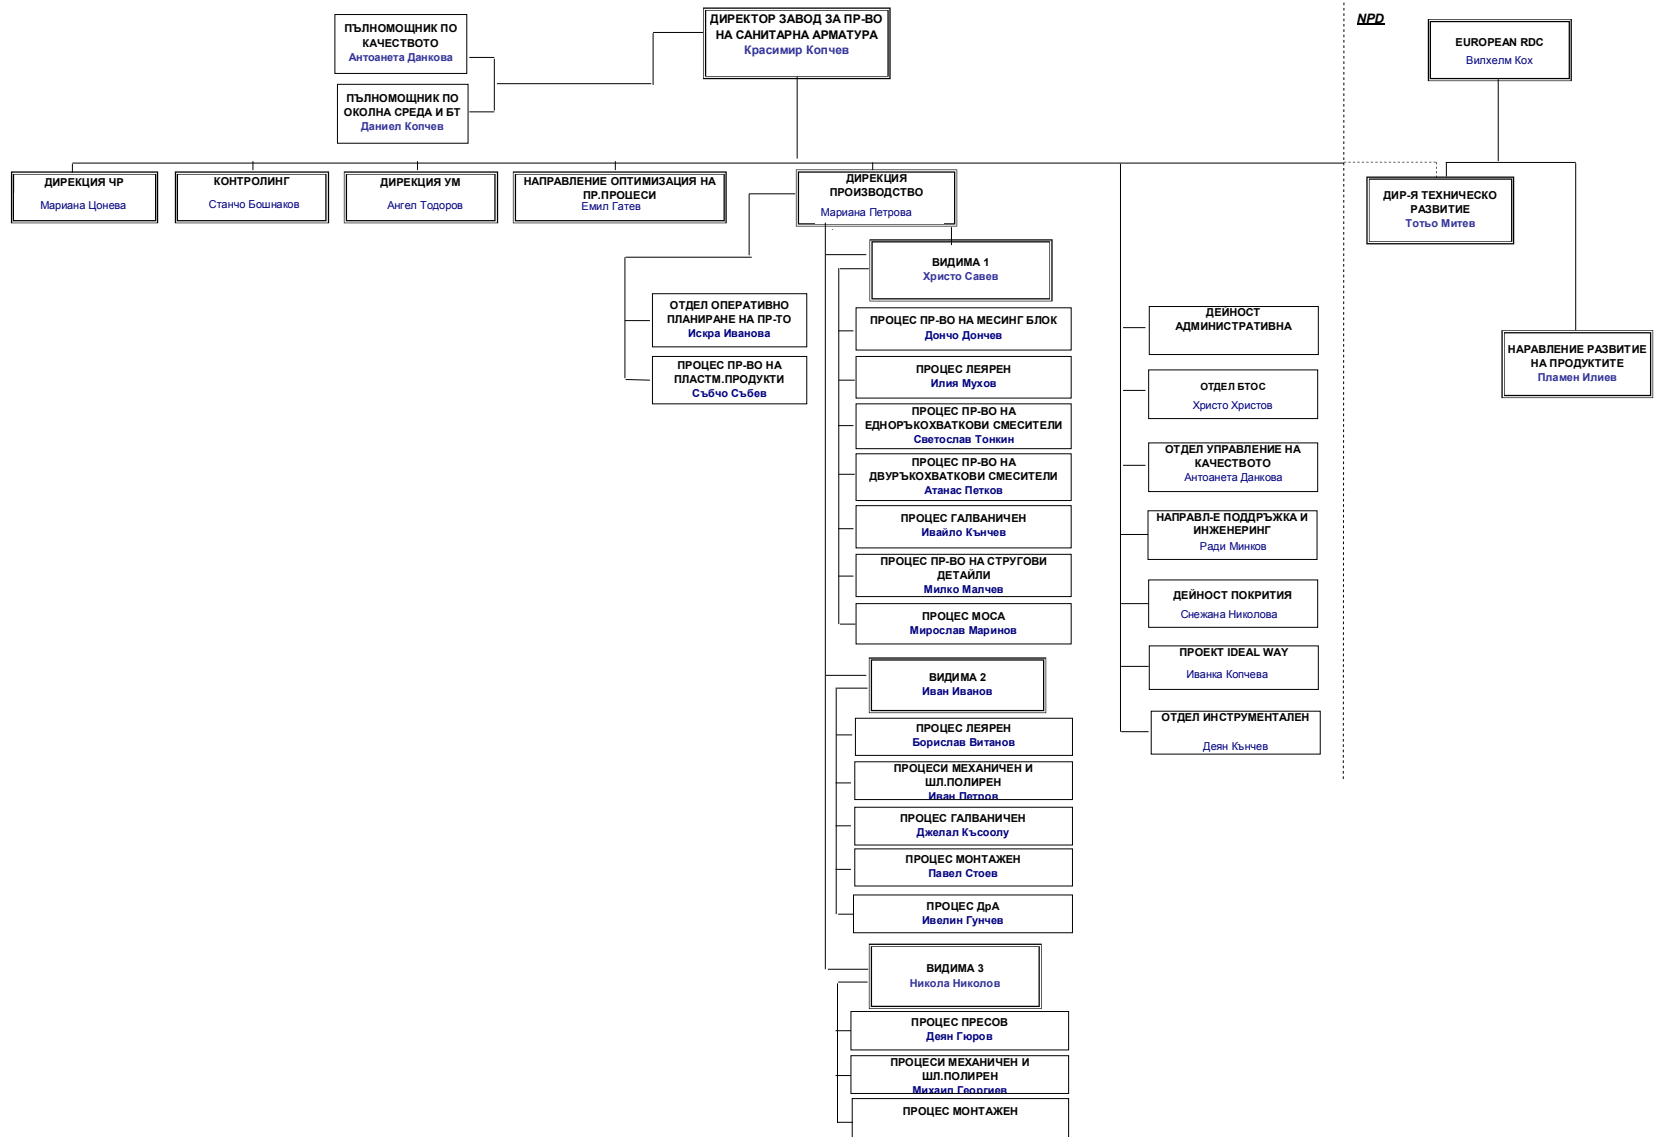 NPD
ДИРЕКТОР ЗАВОД ЗА ПР-ВО
НА САНИТАРНА АРМАТУРА
Красимир Копчев
ПЪЛНОМОЩНИК ПО
КАЧЕСТВОТО
Антоанета Данкова
ПЪЛНОМОЩНИК ПО
ОКОЛНА СРЕДА И БТ
Даниел Копчев
EUROPEAN RDC
Вилхелм Кох
ДИРЕКЦИЯ ЧР
Мариана Цонева
КОНТРОЛИНГ
Станчо Бошнаков
ДИРЕКЦИЯ УМ
Ангел Тодоров
НАПРАВЛЕНИЕ ОПТИМИЗАЦИЯ НА
ПР.ПРОЦЕСИ
Емил Гатев
ДИРЕКЦИЯ
ПРОИЗВОДСТВО
Мариана Петрова
ДИР-Я ТЕХНИЧЕСКО
РАЗВИТИЕ
Тотьо Митев
НАРАВЛЕНИЕ РАЗВИТИЕ
НА ПРОДУКТИТЕ
Пламен Илиев
ОТДЕЛ ОПЕРАТИВНО
ПЛАНИРАНЕ НА ПР-ТО
Искра Иванова
ПРОЦЕС ПР-ВО НА
ПЛАСТМ.ПРОДУКТИ
Събчо Събев
ВИДИМА 1
Христо Савев
ПРОЦЕС ПР-ВО НА МЕСИНГ БЛОК
Дончо Дончев
ПРОЦЕС ЛЕЯРЕН
Илия Мухов
ПРОЦЕС ПР-ВО НА
ЕДНОРЪКОХВАТКОВИ СМЕСИТЕЛИ
Светослав Тонкин
ПРОЦЕС ПР-ВО НА
ДВУРЪКОХВАТКОВИ СМЕСИТЕЛИ
Атанас Петков
ПРОЦЕС ГАЛВАНИЧЕН
Ивайло Кънчев
ПРОЦЕС ПР-ВО НА СТРУГОВИ
ДЕТАЙЛИ
Милко Малчев
ПРОЦЕС МОСА
Мирослав Маринов
ВИДИМА 2
Иван Иванов
ПРОЦЕС ЛЕЯРЕН
Борислав Витанов
ПРОЦЕСИ МЕХАНИЧЕН И
ШЛ.ПОЛИРЕН
Иван Петров
ПРОЦЕС ГАЛВАНИЧЕН
Джелал Късоолу
ПРОЦЕС МОНТАЖЕН
Павел Стоев
ПРОЦЕС ДрА
Ивелин Гунчев
ВИДИМА 3
Никола Николов
ПРОЦЕС ПРЕСОВ
Деян Гюров
ПРОЦЕСИ МЕХАНИЧЕН И
ШЛ.ПОЛИРЕН
Михаил Георгиев
ПРОЦЕС МОНТАЖЕН
ДЕЙНОСТ
АДМИНИСТРАТИВНА
ОТДЕЛ БТОС
Христо Христов
ОТДЕЛ УПРАВЛЕНИЕ НА
КАЧЕСТВОТО
Антоанета Данкова
НАПРАВЛ-Е ПОДДРЪЖКА И
ИНЖЕНЕРИНГ
Ради Минков
ДЕЙНОСТ ПОКРИТИЯ
Снежана Николова
ПРОЕКТ IDEAL WAY
Иванка Копчева
ОТДЕЛ ИНСТРУМЕНТАЛЕН
Деян Кънчев